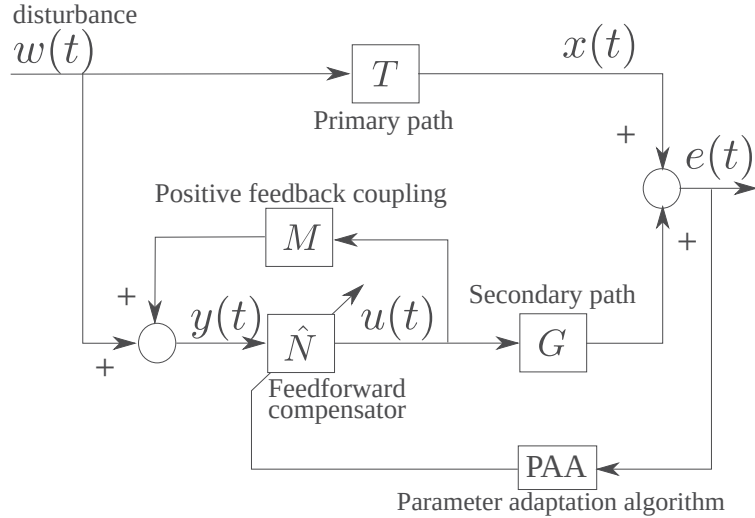 disturbance
w(t)
x(t)
T
Primary path
+
e(t)
Positive feedback coupling
M
+
+
y(t)
u(t)
Secondary path
+
N̂
G
Feedforward
compensator
PAA
Parameter adaptation algorithm